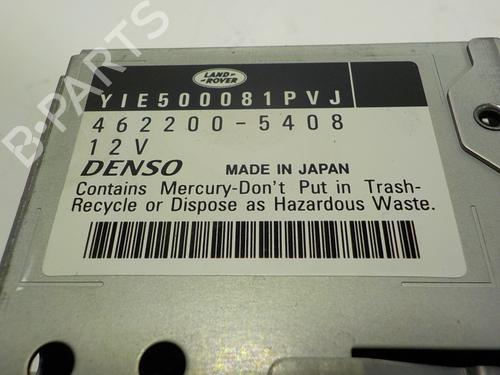 LAND-
ROVER
YIE500081PVJ
462200-5408
12V
DENSO MADE IN JAPAN
Contains Mercury-Don't Put in Trash-
Recycle or Dispose as Hazardous Waste.
B-PARTS